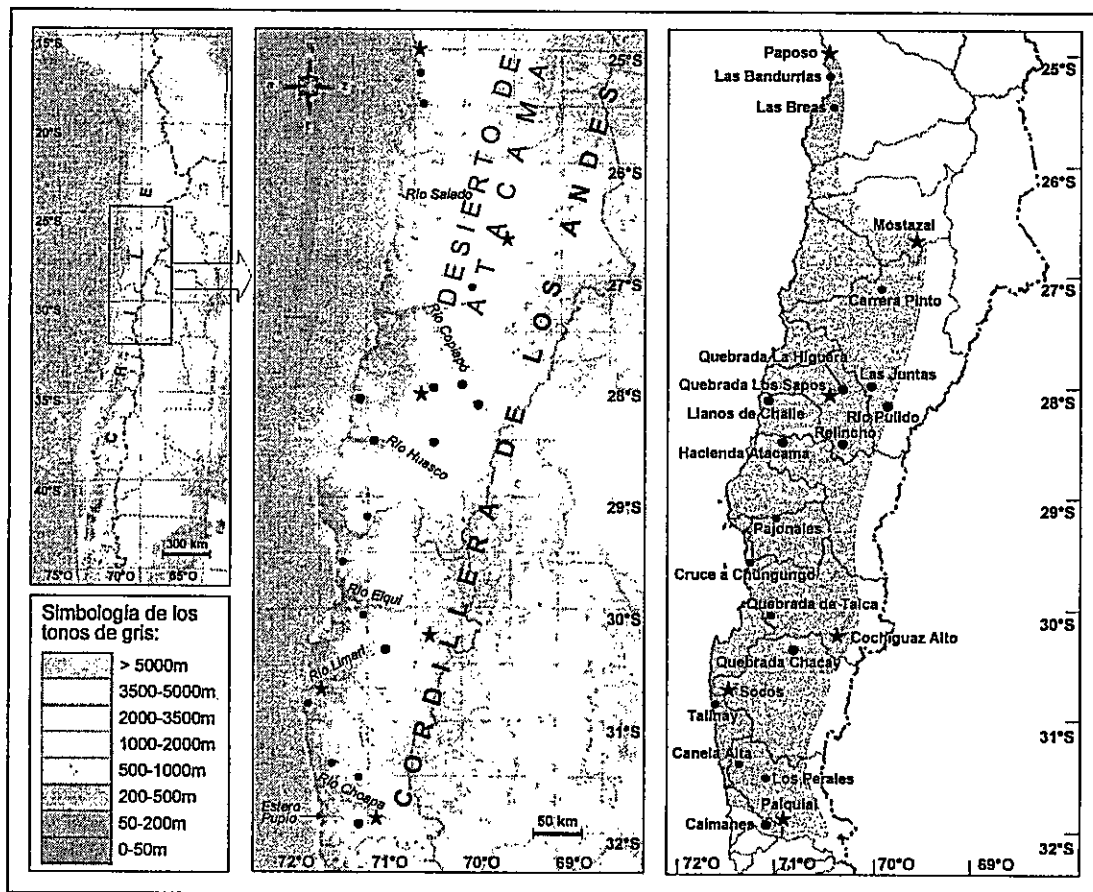 15°S
20°S
25°S
30°S
35°S
40°S
C H I L E
300 km
75°O 70°O 65°O
Simbología de los
tonos de gris:
> 5000m
3500-5000m
2000-3500m
1000-2000m
500-1000m
200-500m
50-200m
0-50m
DESIERTO DE
ATACAMA
CORDILLERA DE LOS ANDES
Río Salado
Río Copiapó
Río Huasco
Río Elqui
Río Limarí
Río Choapa
Estero
Pupío
25°S
26°S
27°S
28°S
29°S
30°S
31°S
32°S
50 km
72°O 71°O 70°O 69°O
Paposo
Las Bandurrias
Las Breas
Mostazal
Carrera Pinto
Quebrada La Higuera
Las Juntas
Quebrada Los Sapos
Llanos de Challe
Río Pulido
Relincho
Hacienda Atacama
Pajonales
Cruce a Chungungo
Quebrada de Talca
Cochiguaz Alto
Quebrada Chacay
Socos
Talinay
Canela Alta
Los Perales
Palquial
Caimanes
25°S
26°S
27°S
28°S
29°S
30°S
31°S
32°S
72°O 71°O 70°O 69°O